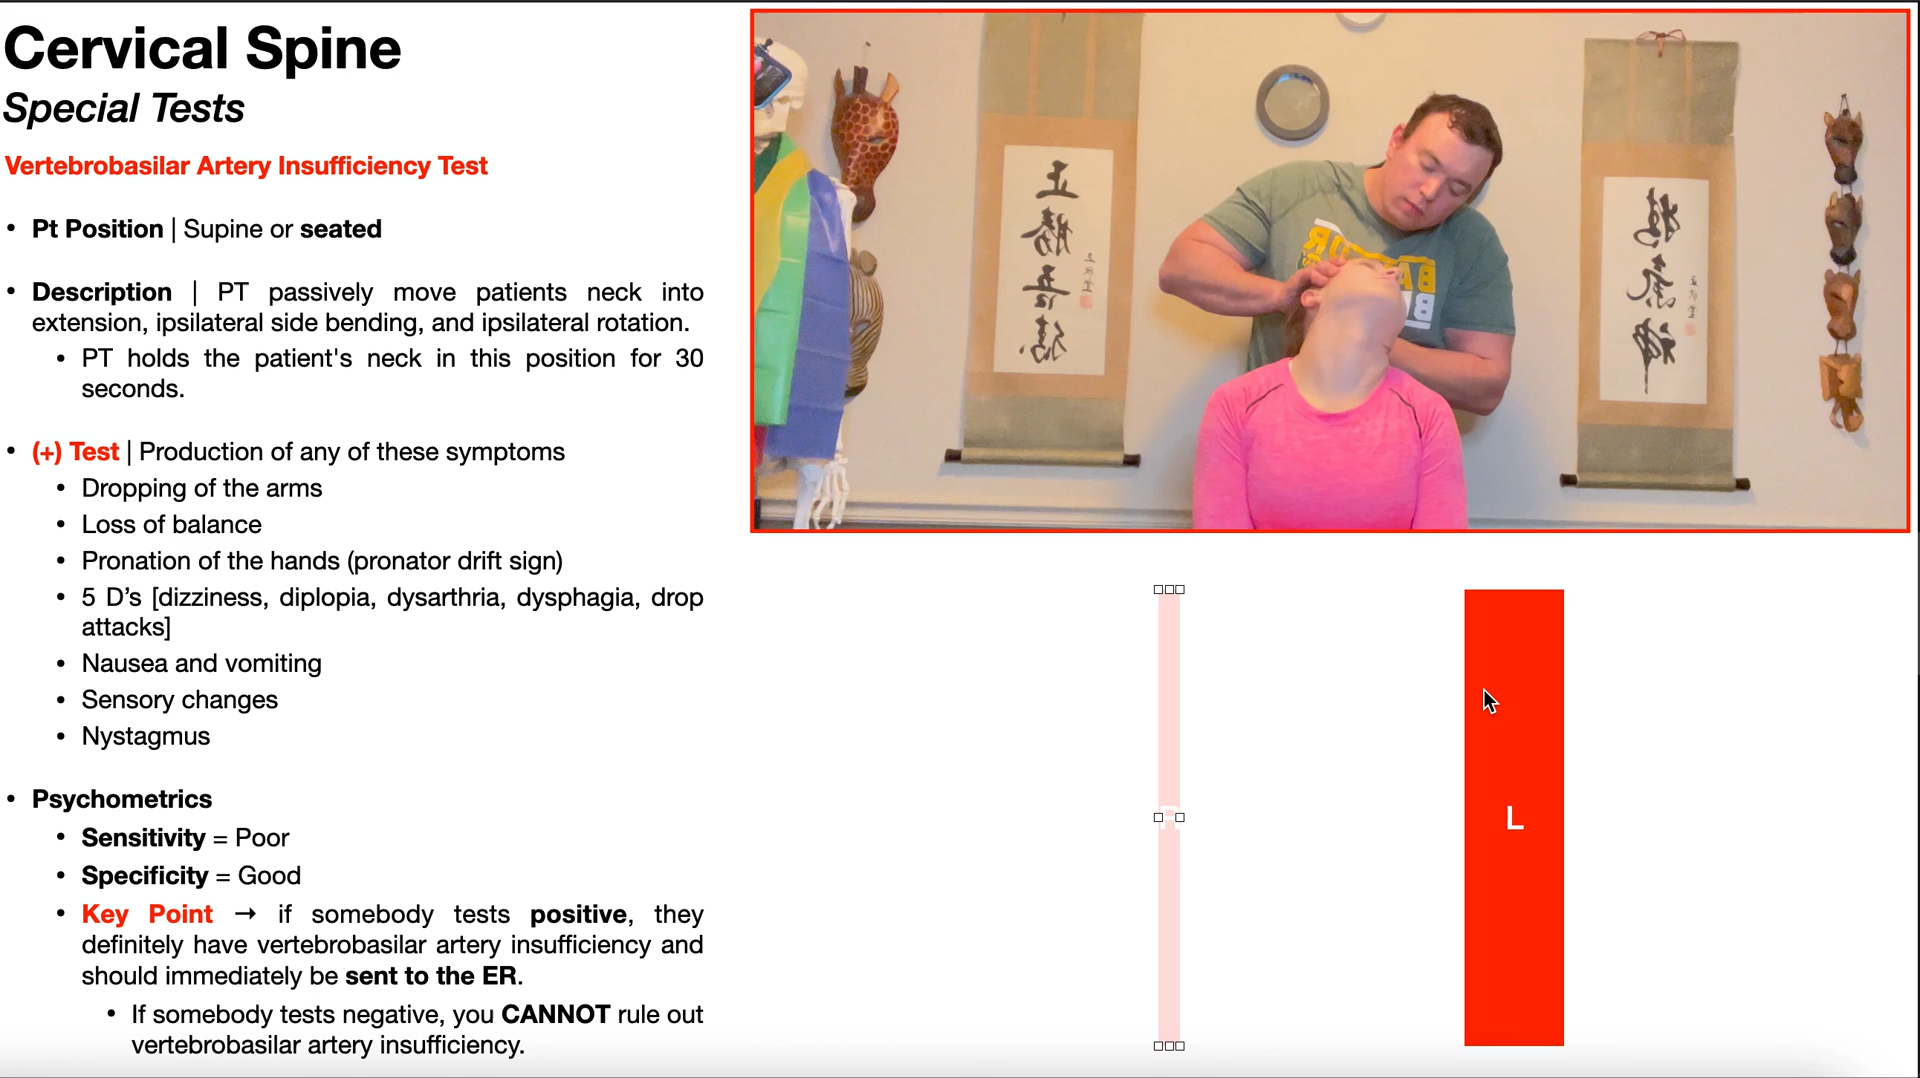 Cervical Spine
Special Tests
Vertebrobasilar Artery Insufficiency Test
• Pt Position | Supine or seated
• Description | PT passively move patients neck into
extension, ipsilateral side bending, and ipsilateral rotation.
• PT holds the patient's neck in this position for 30
seconds.
• (+) Test | Production of any of these symptoms
• Dropping of the arms
• Loss of balance
• Pronation of the hands (pronator drift sign)
• 5 D’s [dizziness, diplopia, dysarthria, dysphagia, drop
attacks]
• Nausea and vomiting
• Sensory changes
• Nystagmus
• Psychometrics
• Sensitivity = Poor
• Specificity = Good
• Key Point → if somebody tests positive, they
definitely have vertebrobasilar artery insufficiency and
should immediately be sent to the ER.
• If somebody tests negative, you CANNOT rule out
vertebrobasilar artery insufficiency.
R
L